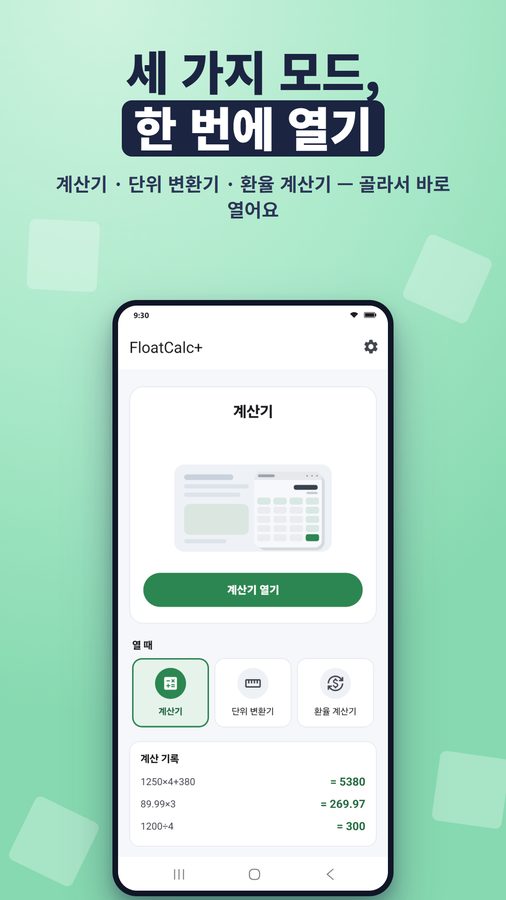 세 가지 모드,
한 번에 열기
계산기 · 단위 변환기 · 환율 계산기 — 골라서 바로
열어요
9:30
FloatCalc+
계산기
계산기 열기
열 때
계산기
단위 변환기
환율 계산기
계산 기록
1250×4+380 = 5380
89.99×3 = 269.97
1200÷4 = 300